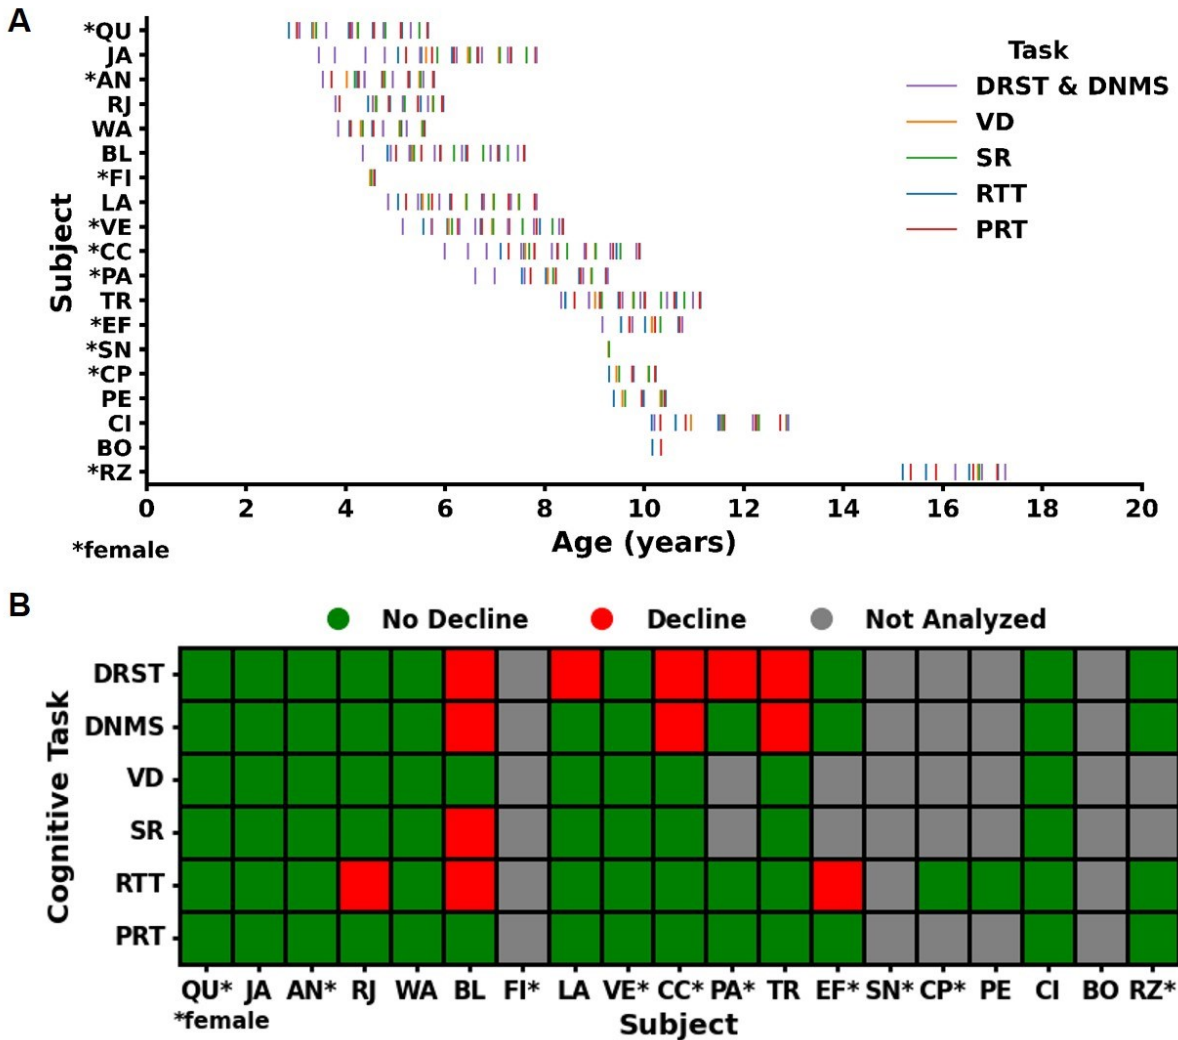 A
*QU
JA
*AN
RJ
WA
BL
*FI
LA
*VE
*CC
*PA
TR
*EF
*SN
*CP
PE
CI
BO
*RZ
Subject
Task
DRST & DNMS
VD
SR
RTT
PRT
0 2 4 6 8 10 12 14 16 18 20
*female
Age (years)
B
No Decline Decline Not Analyzed
DRST
DNMS
VD
SR
RTT
PRT
Cognitive Task
QU* JA AN* RJ WA BL FI* LA VE* CC* PA* TR EF* SN* CP* PE CI BO RZ*
*female
Subject